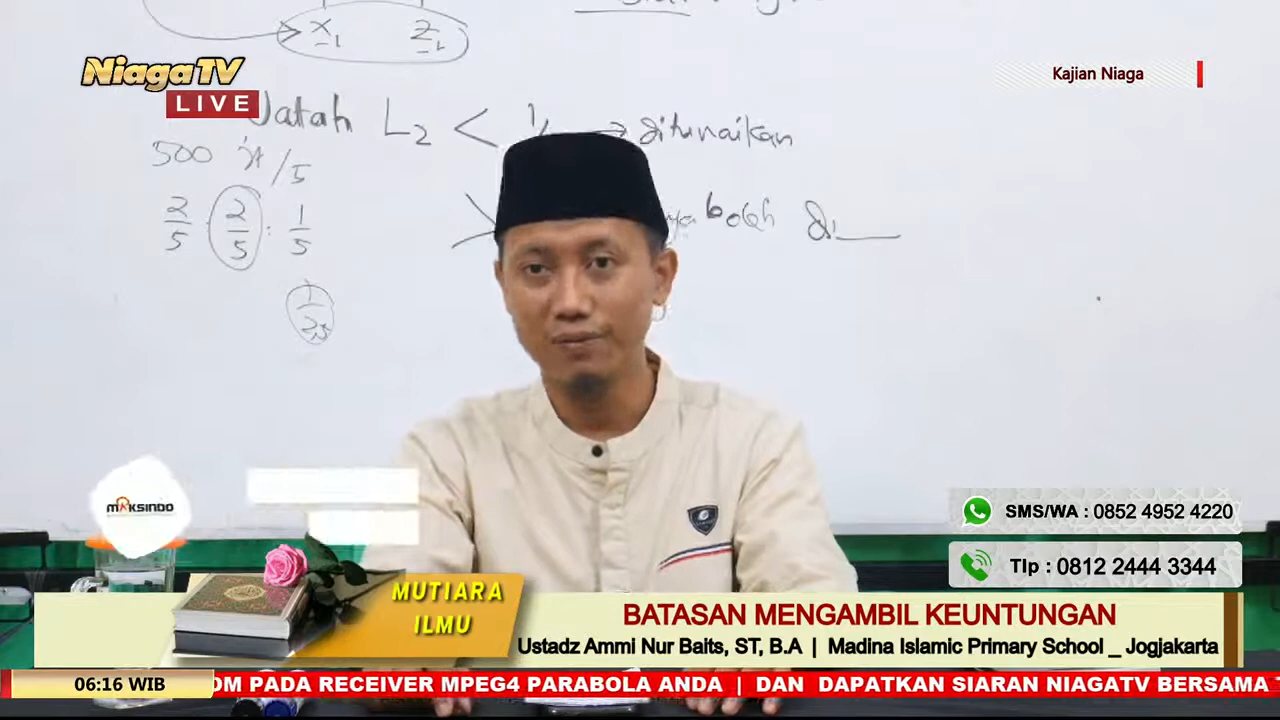 x₋₁ z₋₁
NiagaTV
LIVE
Kajian Niaga
Jatah L₂ < 1/ → ditunaikan
500 jt/5
2/5 : 2/5 : 1/5
> boleh di___
MAKSINDO
SMS/WA : 0852 4952 4220
Tlp : 0812 2444 3344
MUTIARA
ILMU
BATASAN MENGAMBIL KEUNTUNGAN
Ustadz Ammi Nur Baits, ST, B.A | Madina Islamic Primary School _ Jogjakarta
06:16 WIB
OM PADA RECEIVER MPEG4 PARABOLA ANDA | DAN DAPATKAN SIARAN NIAGATV BERSAMA T